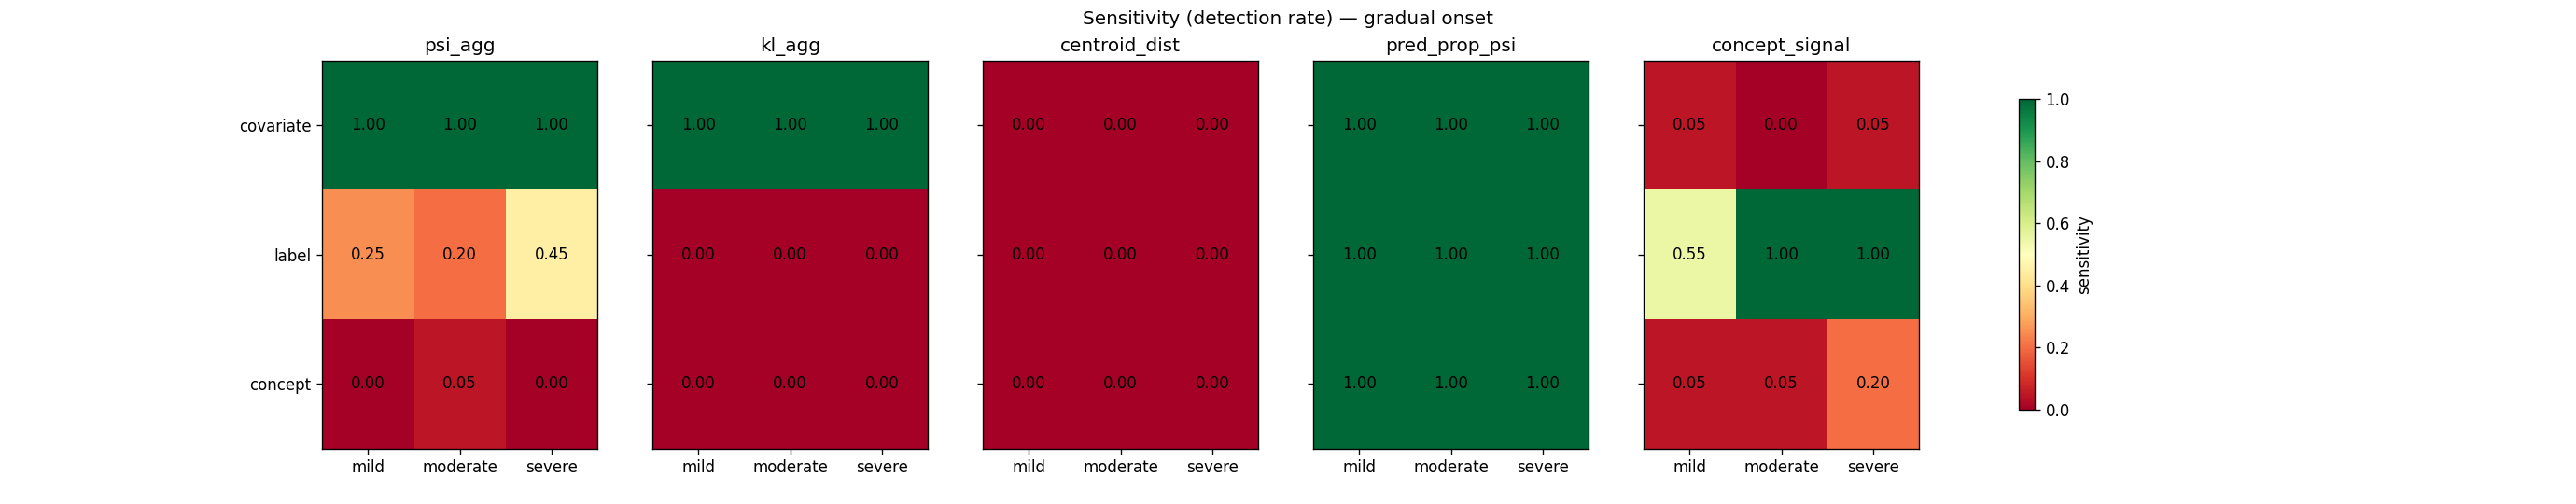 Sensitivity (detection rate) — gradual onset
psi_agg kl_agg centroid_dist pred_prop_psi concept_signal
covariate 1.00 1.00 1.00 1.00 1.00 1.00 0.00 0.00 0.00 1.00 1.00 1.00 0.05 0.00 0.05
label 0.25 0.20 0.45 0.00 0.00 0.00 0.00 0.00 0.00 1.00 1.00 1.00 0.55 1.00 1.00
concept 0.00 0.05 0.00 0.00 0.00 0.00 0.00 0.00 0.00 1.00 1.00 1.00 0.05 0.05 0.20
mild moderate severe mild moderate severe mild moderate severe mild moderate severe mild moderate severe
1.0
0.8
0.6
0.4
0.2
0.0
sensitivity